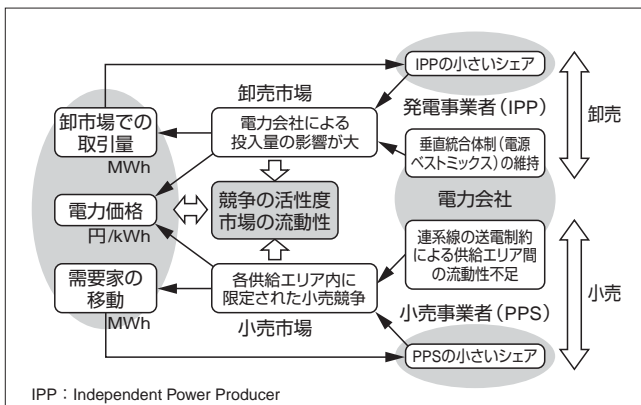 IPPの小さいシェア
卸売市場
発電事業者（IPP）
卸売
卸市場での
取引量
MWh
電力会社による
投入量の影響が大
垂直統合体制（電源
ベストミックス）の維持
電力価格
円/kWh
競争の活性度
市場の流動性
電力会社
連系線の送電制約
による供給エリア間
の流動性不足
需要家の
移動
MWh
各供給エリア内に
限定された小売競争
小売市場
小売事業者（PPS）
小売
PPSの小さいシェア
IPP：Independent Power Producer